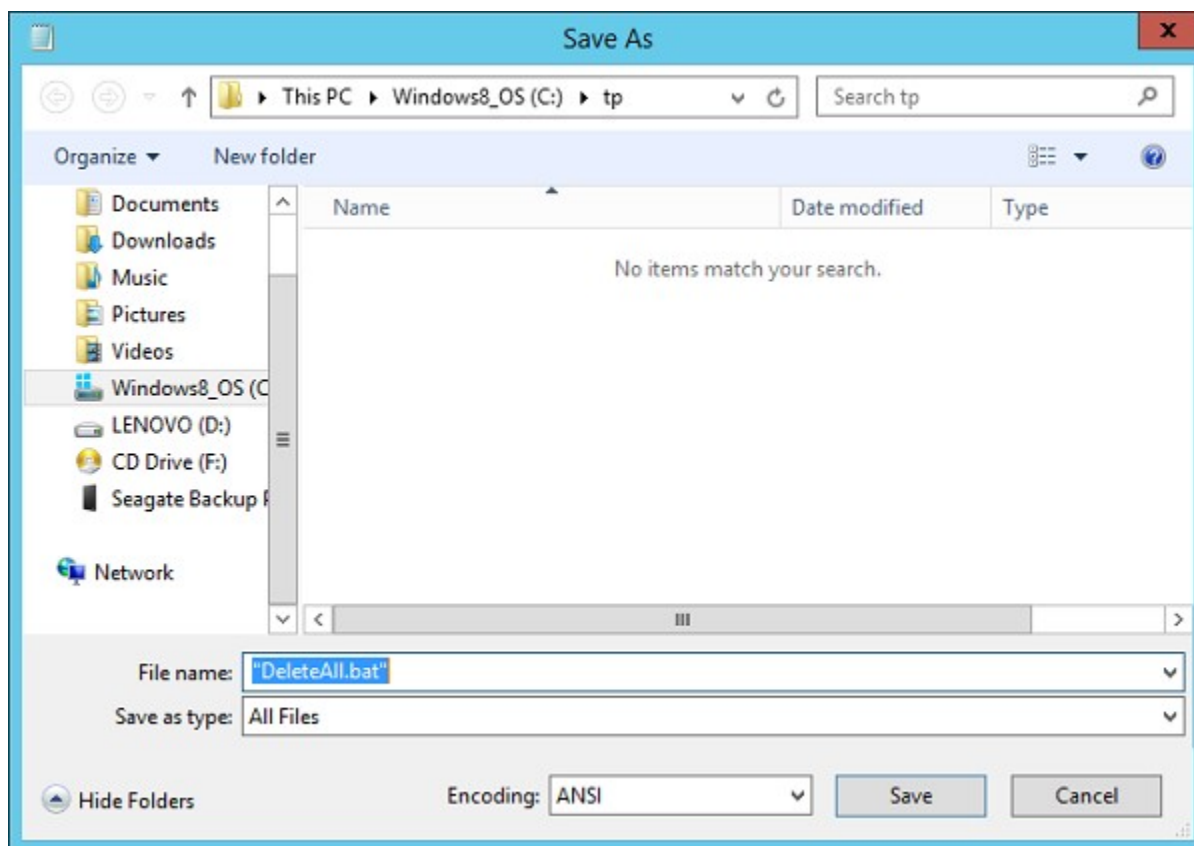 Save As
x
This PC ▸ Windows8_OS (C:) ▸ tp
Search tp
Organize
New folder
Documents
Downloads
Music
Pictures
Videos
Windows8_OS (C
LENOVO (D:)
CD Drive (F:)
Seagate Backup P
Network
Name
Date modified
Type
No items match your search.
File name: "DeleteAll.bat"
Save as type: All Files
Hide Folders
Encoding: ANSI
Save
Cancel